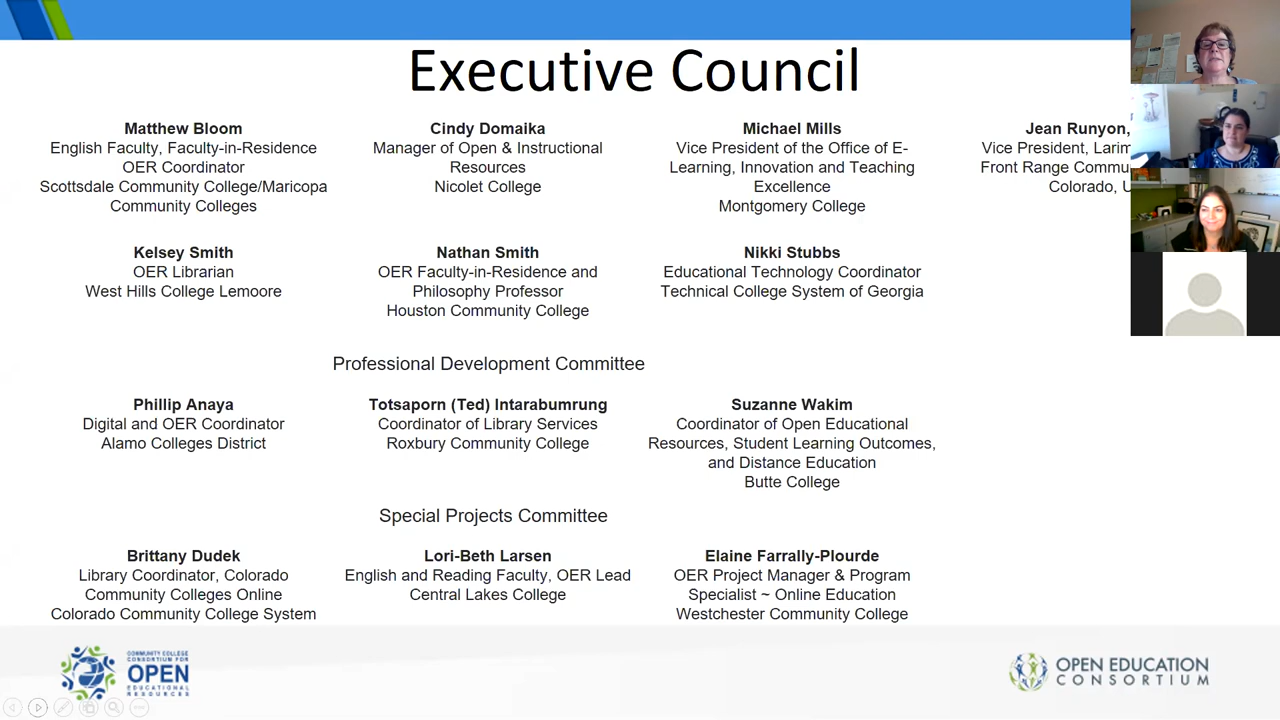 Executive Council
Matthew Bloom
English Faculty, Faculty-in-Residence
OER Coordinator
Scottsdale Community College/Maricopa
Community Colleges
Cindy Domaika
Manager of Open & Instructional
Resources
Nicolet College
Michael Mills
Vice President of the Office of E-
Learning, Innovation and Teaching
Excellence
Montgomery College
Jean Runyon,
Vice President, Larim
Front Range Commu
Colorado, U
Kelsey Smith
OER Librarian
West Hills College Lemoore
Nathan Smith
OER Faculty-in-Residence and
Philosophy Professor
Houston Community College
Nikki Stubbs
Educational Technology Coordinator
Technical College System of Georgia
Professional Development Committee
Phillip Anaya
Digital and OER Coordinator
Alamo Colleges District
Totsaporn (Ted) Intarabumrung
Coordinator of Library Services
Roxbury Community College
Suzanne Wakim
Coordinator of Open Educational
Resources, Student Learning Outcomes,
and Distance Education
Butte College
Special Projects Committee
Brittany Dudek
Library Coordinator, Colorado
Community Colleges Online
Colorado Community College System
Lori-Beth Larsen
English and Reading Faculty, OER Lead
Central Lakes College
Elaine Farrally-Plourde
OER Project Manager & Program
Specialist ~ Online Education
Westchester Community College
COMMUNITY COLLEGE
CONSORTIUM FOR
OPEN
EDUCATIONAL
RESOURCES
OPEN EDUCATION
CONSORTIUM